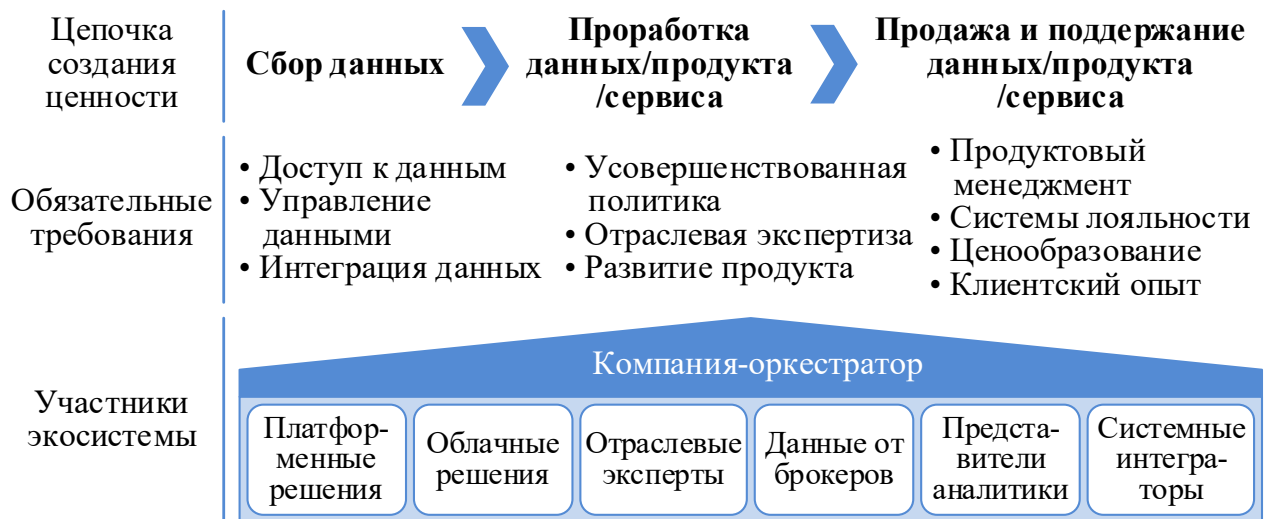 Цепочка
создания
ценности
Сбор данных
Проработка
данных/продукта
/сервиса
Продажа и поддержание
данных/продукта
/сервиса
Обязательные
требования
• Доступ к данным
• Управление
данными
• Интеграция данных
• Усовершенствованная
политика
• Отраслевая экспертиза
• Развитие продукта
• Продуктовый
менеджмент
• Системы лояльности
• Ценообразование
• Клиентский опыт
Участники
экосистемы
Компания-оркестратор
Платфор-
менные
решения
Облачные
решения
Отраслевые
эксперты
Данные от
брокеров
Предста-
вители
аналитики
Системные
интегра-
торы